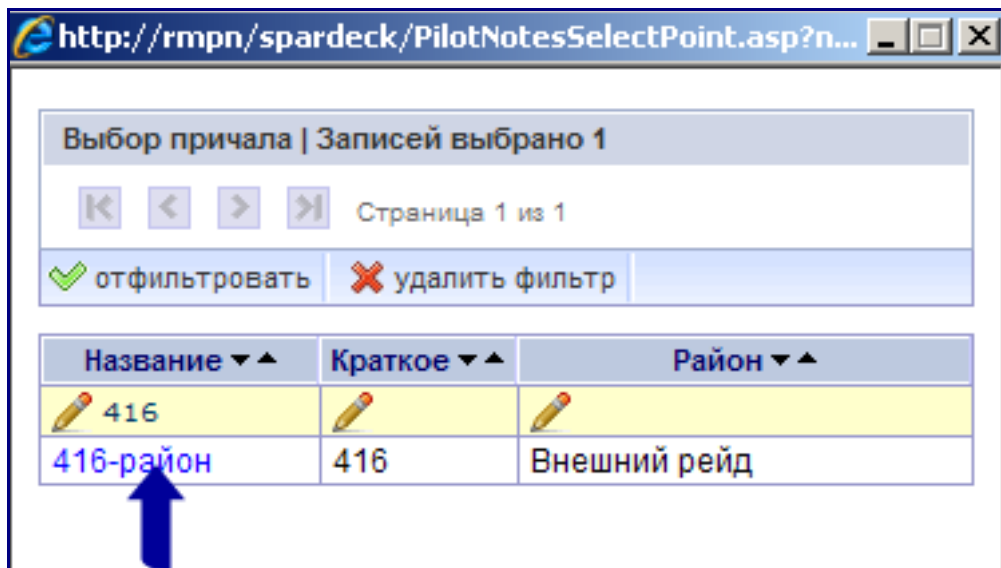 http://rmpn/spardeck/PilotNotesSelectPoint.asp?n...
Выбор причала | Записей выбрано 1
Страница 1 из 1
отфильтровать удалить фильтр
Название Краткое Район
416
416-район 416 Внешний рейд